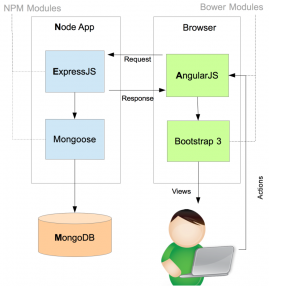 NPM Modules
Bower Modules
Node App
Browser
ExpressJS
Request
AngularJS
Response
Mongoose
Bootstrap 3
Views
Actions
MongoDB